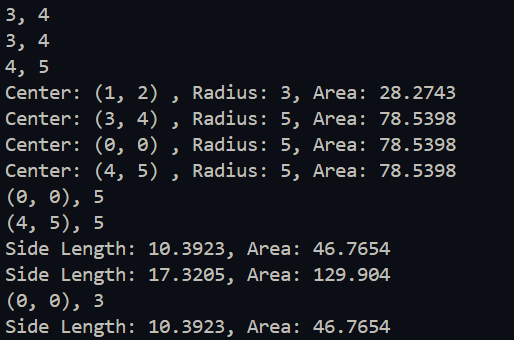 3, 4
3, 4
4, 5
Center: (1, 2) , Radius: 3, Area: 28.2743
Center: (3, 4) , Radius: 5, Area: 78.5398
Center: (0, 0) , Radius: 5, Area: 78.5398
Center: (4, 5) , Radius: 5, Area: 78.5398
(0, 0), 5
(4, 5), 5
Side Length: 10.3923, Area: 46.7654
Side Length: 17.3205, Area: 129.904
(0, 0), 3
Side Length: 10.3923, Area: 46.7654